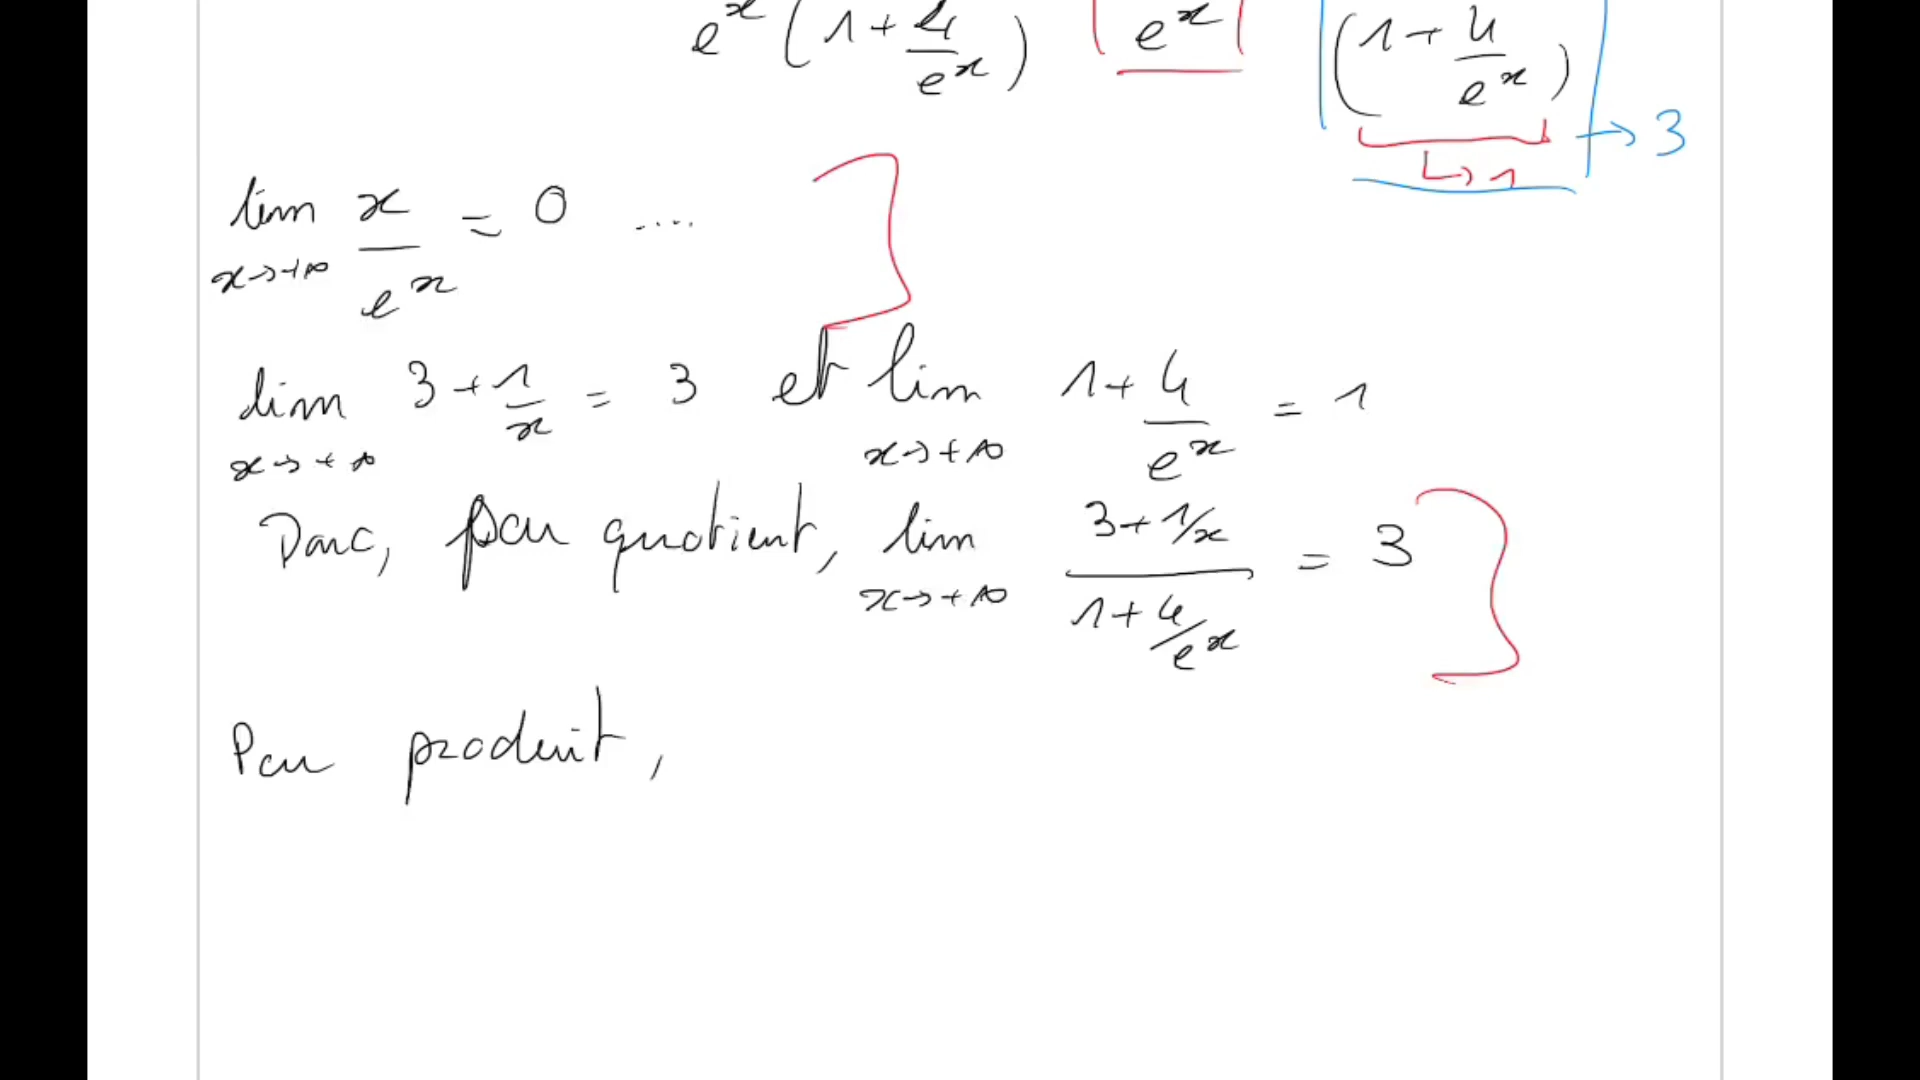 e^x (1 + 4/e^x) e^x (1 + 4/e^x)
→ 3
↳ 1
lim x→+∞ x/e^x = 0 ....
lim x→+∞ 3 + 1/x = 3 et lim x→+∞ 1 + 4/e^x = 1
Donc, par quotient, lim x→+∞ (3 + 1/x)/(1 + 4/e^x) = 3
Par produit,